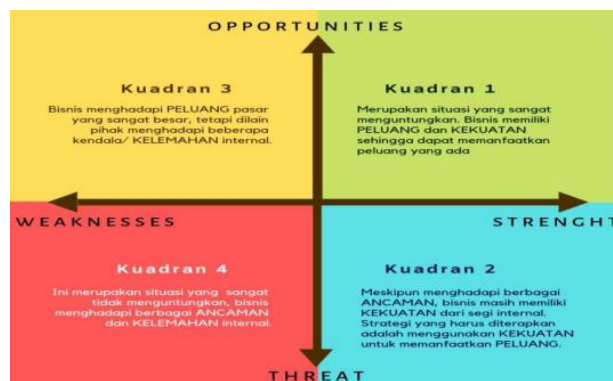 OPPORTUNITIES
Kuadran 3
Bisnis menghadapi PELUANG pasar
yang sangat besar, tetapi dilain
pihak menghadapi beberapa
kendala/ KELEMAHAN internal.
Kuadran 1
Merupakan situasi yang sangat
menguntungkan. Bisnis memiliki
PELUANG dan KEKUATAN
sehingga dapat memanfaatkan
peluang yang ada
WEAKNESSES
STRENGHT
Kuadran 4
Ini merupakan situasi yang sangat
tidak menguntungkan, bisnis
menghadapi berbagai ANCAMAN
dan KELEMAHAN internal.
Kuadran 2
Meskipun menghadapi berbagai
ANCAMAN, bisnis masih memiliki
KEKUATAN dari segi internal.
Strategi yang harus diterapkan
adalah menggunakan KEKUATAN
untuk memanfaatkan PELUANG.
THREAT